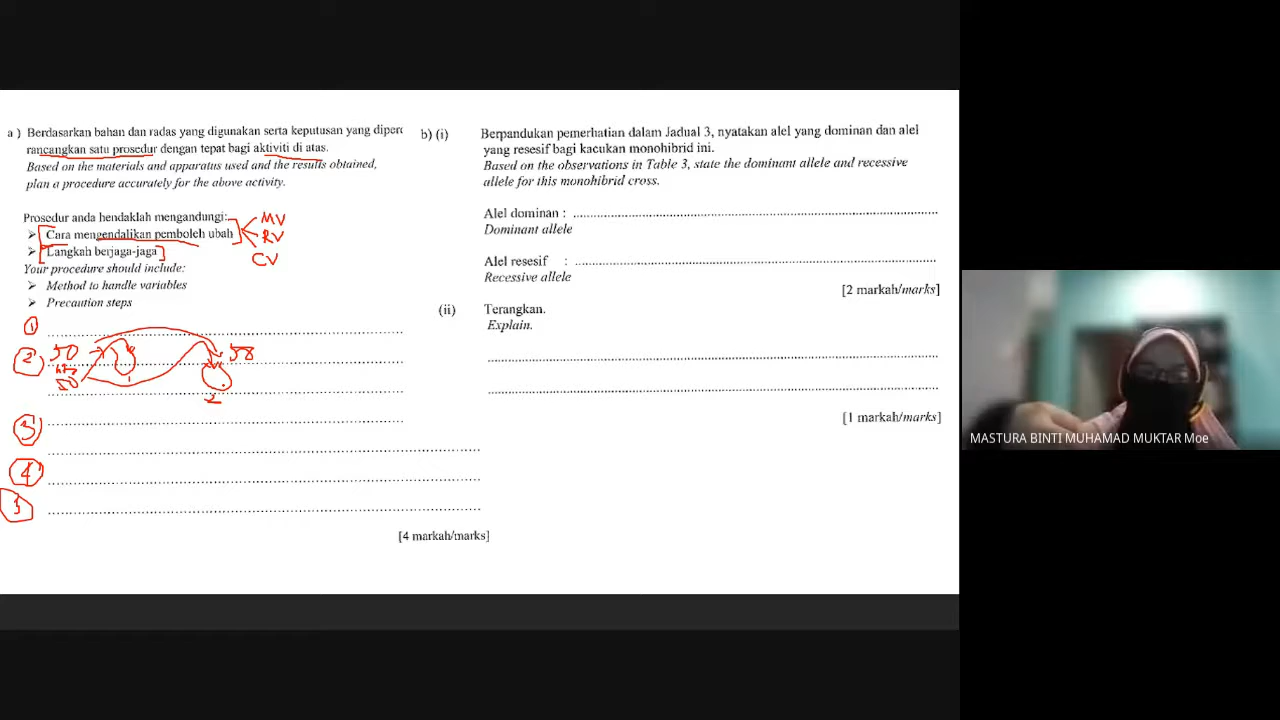 a ) Berdasarkan bahan dan radas yang digunakan serta keputusan yang diperc
rancangkan satu prosedur dengan tepat bagi aktiviti di atas.
Based on the materials and apparatus used and the results obtained,
plan a procedure accurately for the above activity.
Prosedur anda hendaklah mengandungi:
➢ Cara mengendalikan pemboleh ubah
➢ Langkah berjaga-jaga
MV
RV
CV
Your procedure should include:
➢ Method to handle variables
➢ Precaution steps
1
2
50
50
58
1
2
3
4
5
[4 markah/marks]
b) (i) Berpandukan pemerhatian dalam Jadual 3, nyatakan alel yang dominan dan alel
yang resesif bagi kacukan monohibrid ini.
Based on the observations in Table 3, state the dominant allele and recessive
allele for this monohibrid cross.
Alel dominan : ........................................................................
Dominant allele
Alel resesif : ........................................................................
Recessive allele
[2 markah/marks]
(ii) Terangkan.
Explain.
[1 markah/marks]
MASTURA BINTI MUHAMAD MUKTAR Moe